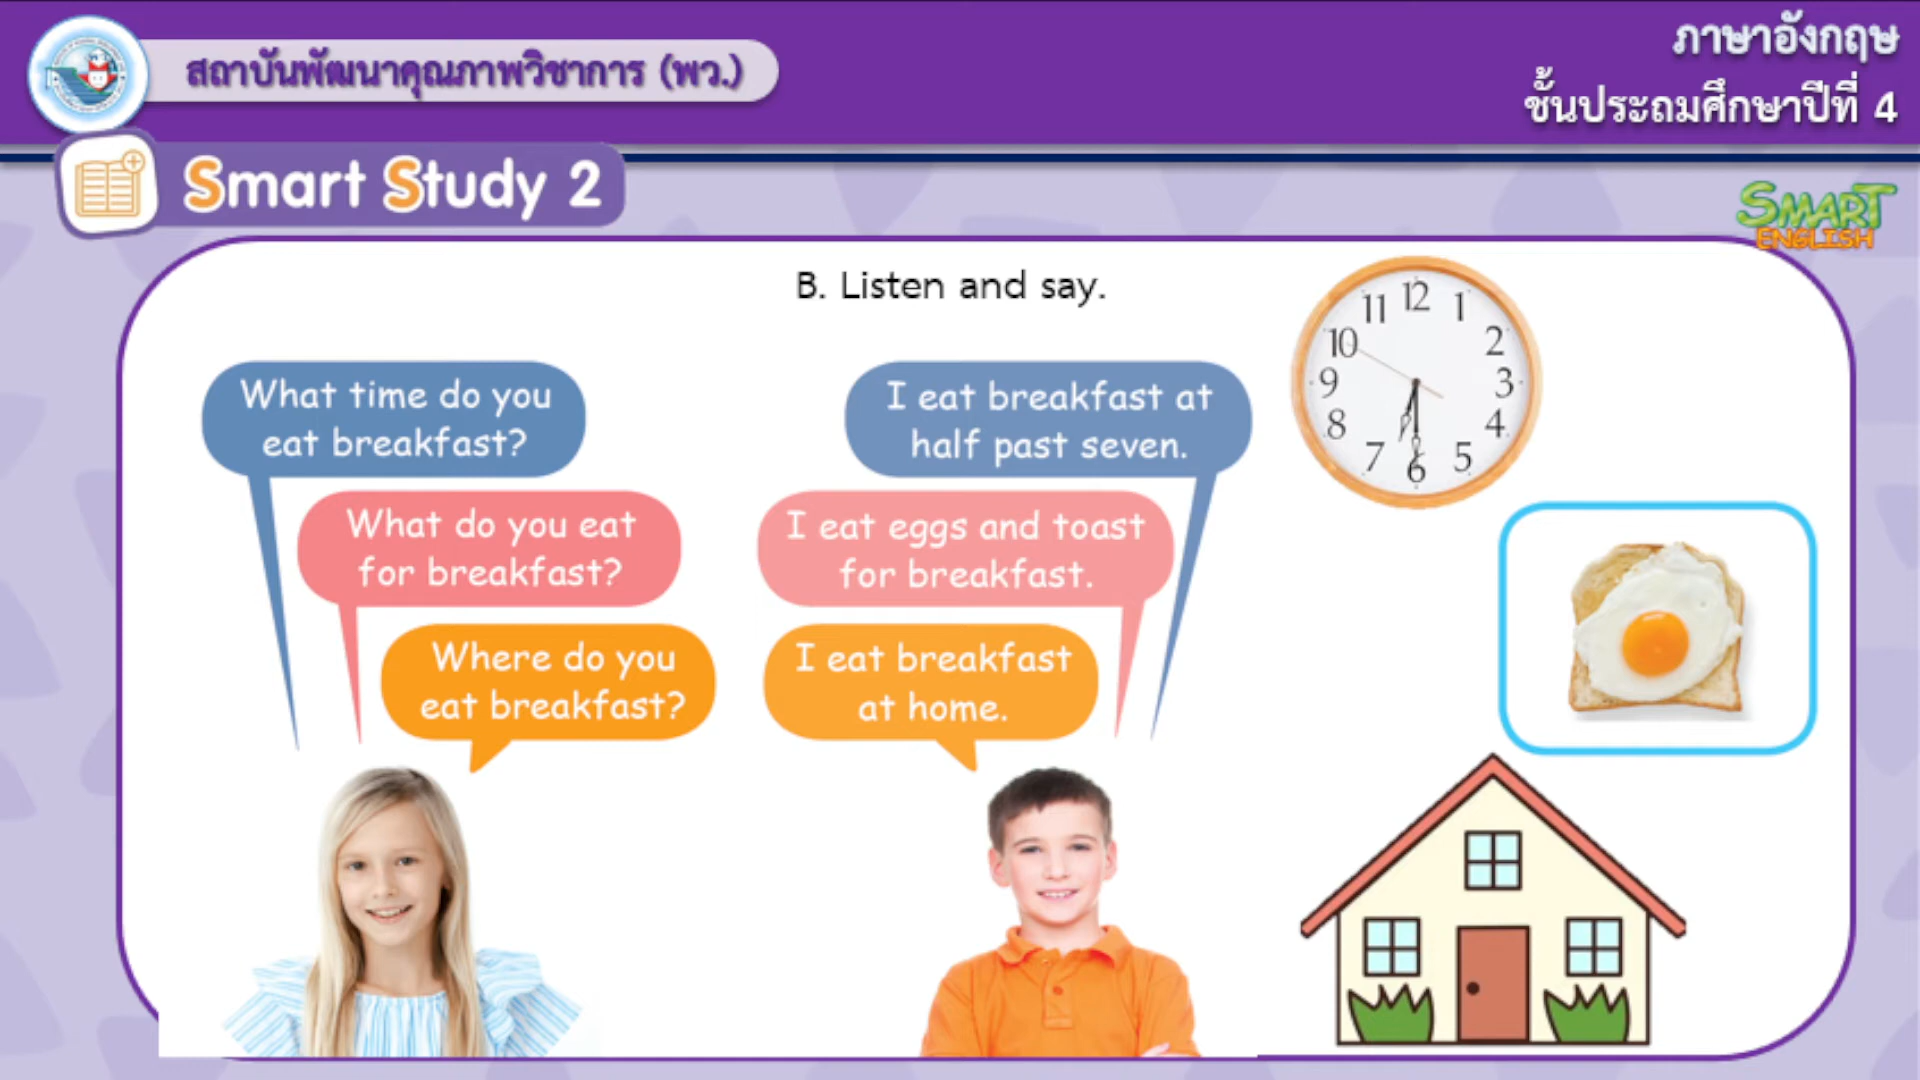 สถาบันพัฒนาคุณภาพวิชาการ (พว.)
ภาษาอังกฤษ
ชั้นประถมศึกษาปีที่ 4
Smart Study 2
SMART
ENGLISH
B. Listen and say.
What time do you
eat breakfast?
I eat breakfast at
half past seven.
What do you eat
for breakfast?
I eat eggs and toast
for breakfast.
Where do you
eat breakfast?
I eat breakfast
at home.
12
1
2
3
4
5
6
7
8
9
10
11